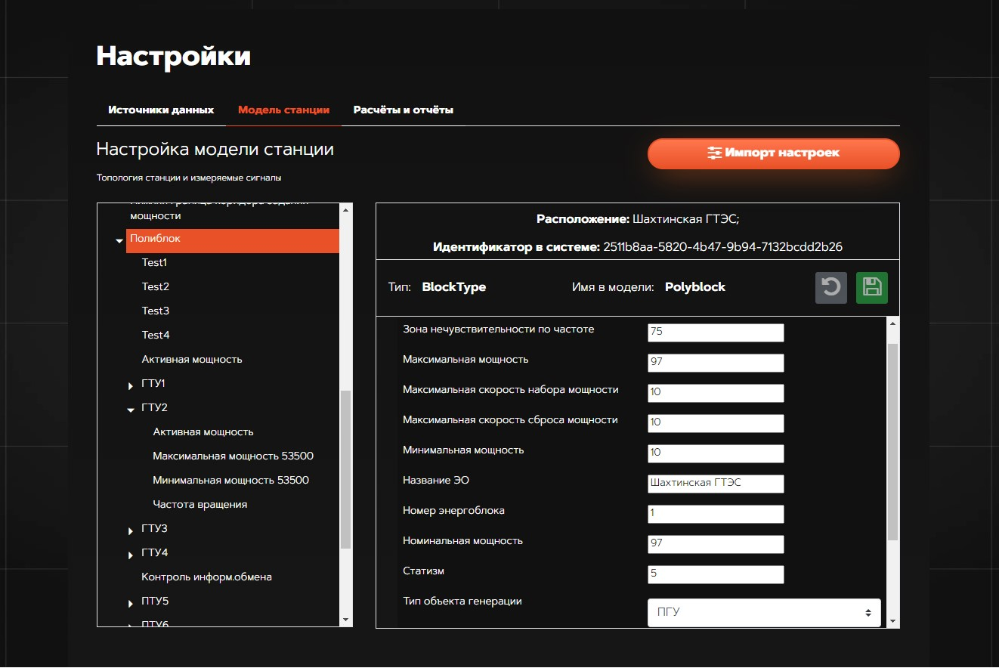 Настройки
Источники данных
Модель станции
Расчёты и отчёты
Настройка модели станции
Импорт настроек
Топология станции и измеряемые сигналы
мощности
Полиблок
Test1
Test2
Test3
Test4
Активная мощность
ГТУ1
ГТУ2
Активная мощность
Максимальная мощность 53500
Минимальная мощность 53500
Частота вращения
ГТУ3
ГТУ4
Контроль информ.обмена
ПТУ5
ПТУ6
Расположение: Шахтинская ГТЭС;
Идентификатор в системе: 2511b8aa-5820-4b47-9b94-7132bcdd2b26
Тип: BlockType
Имя в модели: Polyblock
Зона нечувствительности по частоте 75
Максимальная мощность 97
Максимальная скорость набора мощности 10
Максимальная скорость сброса мощности 10
Минимальная мощность 10
Название ЭО Шахтинская ГТЭС
Номер энергоблока 1
Номинальная мощность 97
Статизм 5
Тип объекта генерации ПГУ